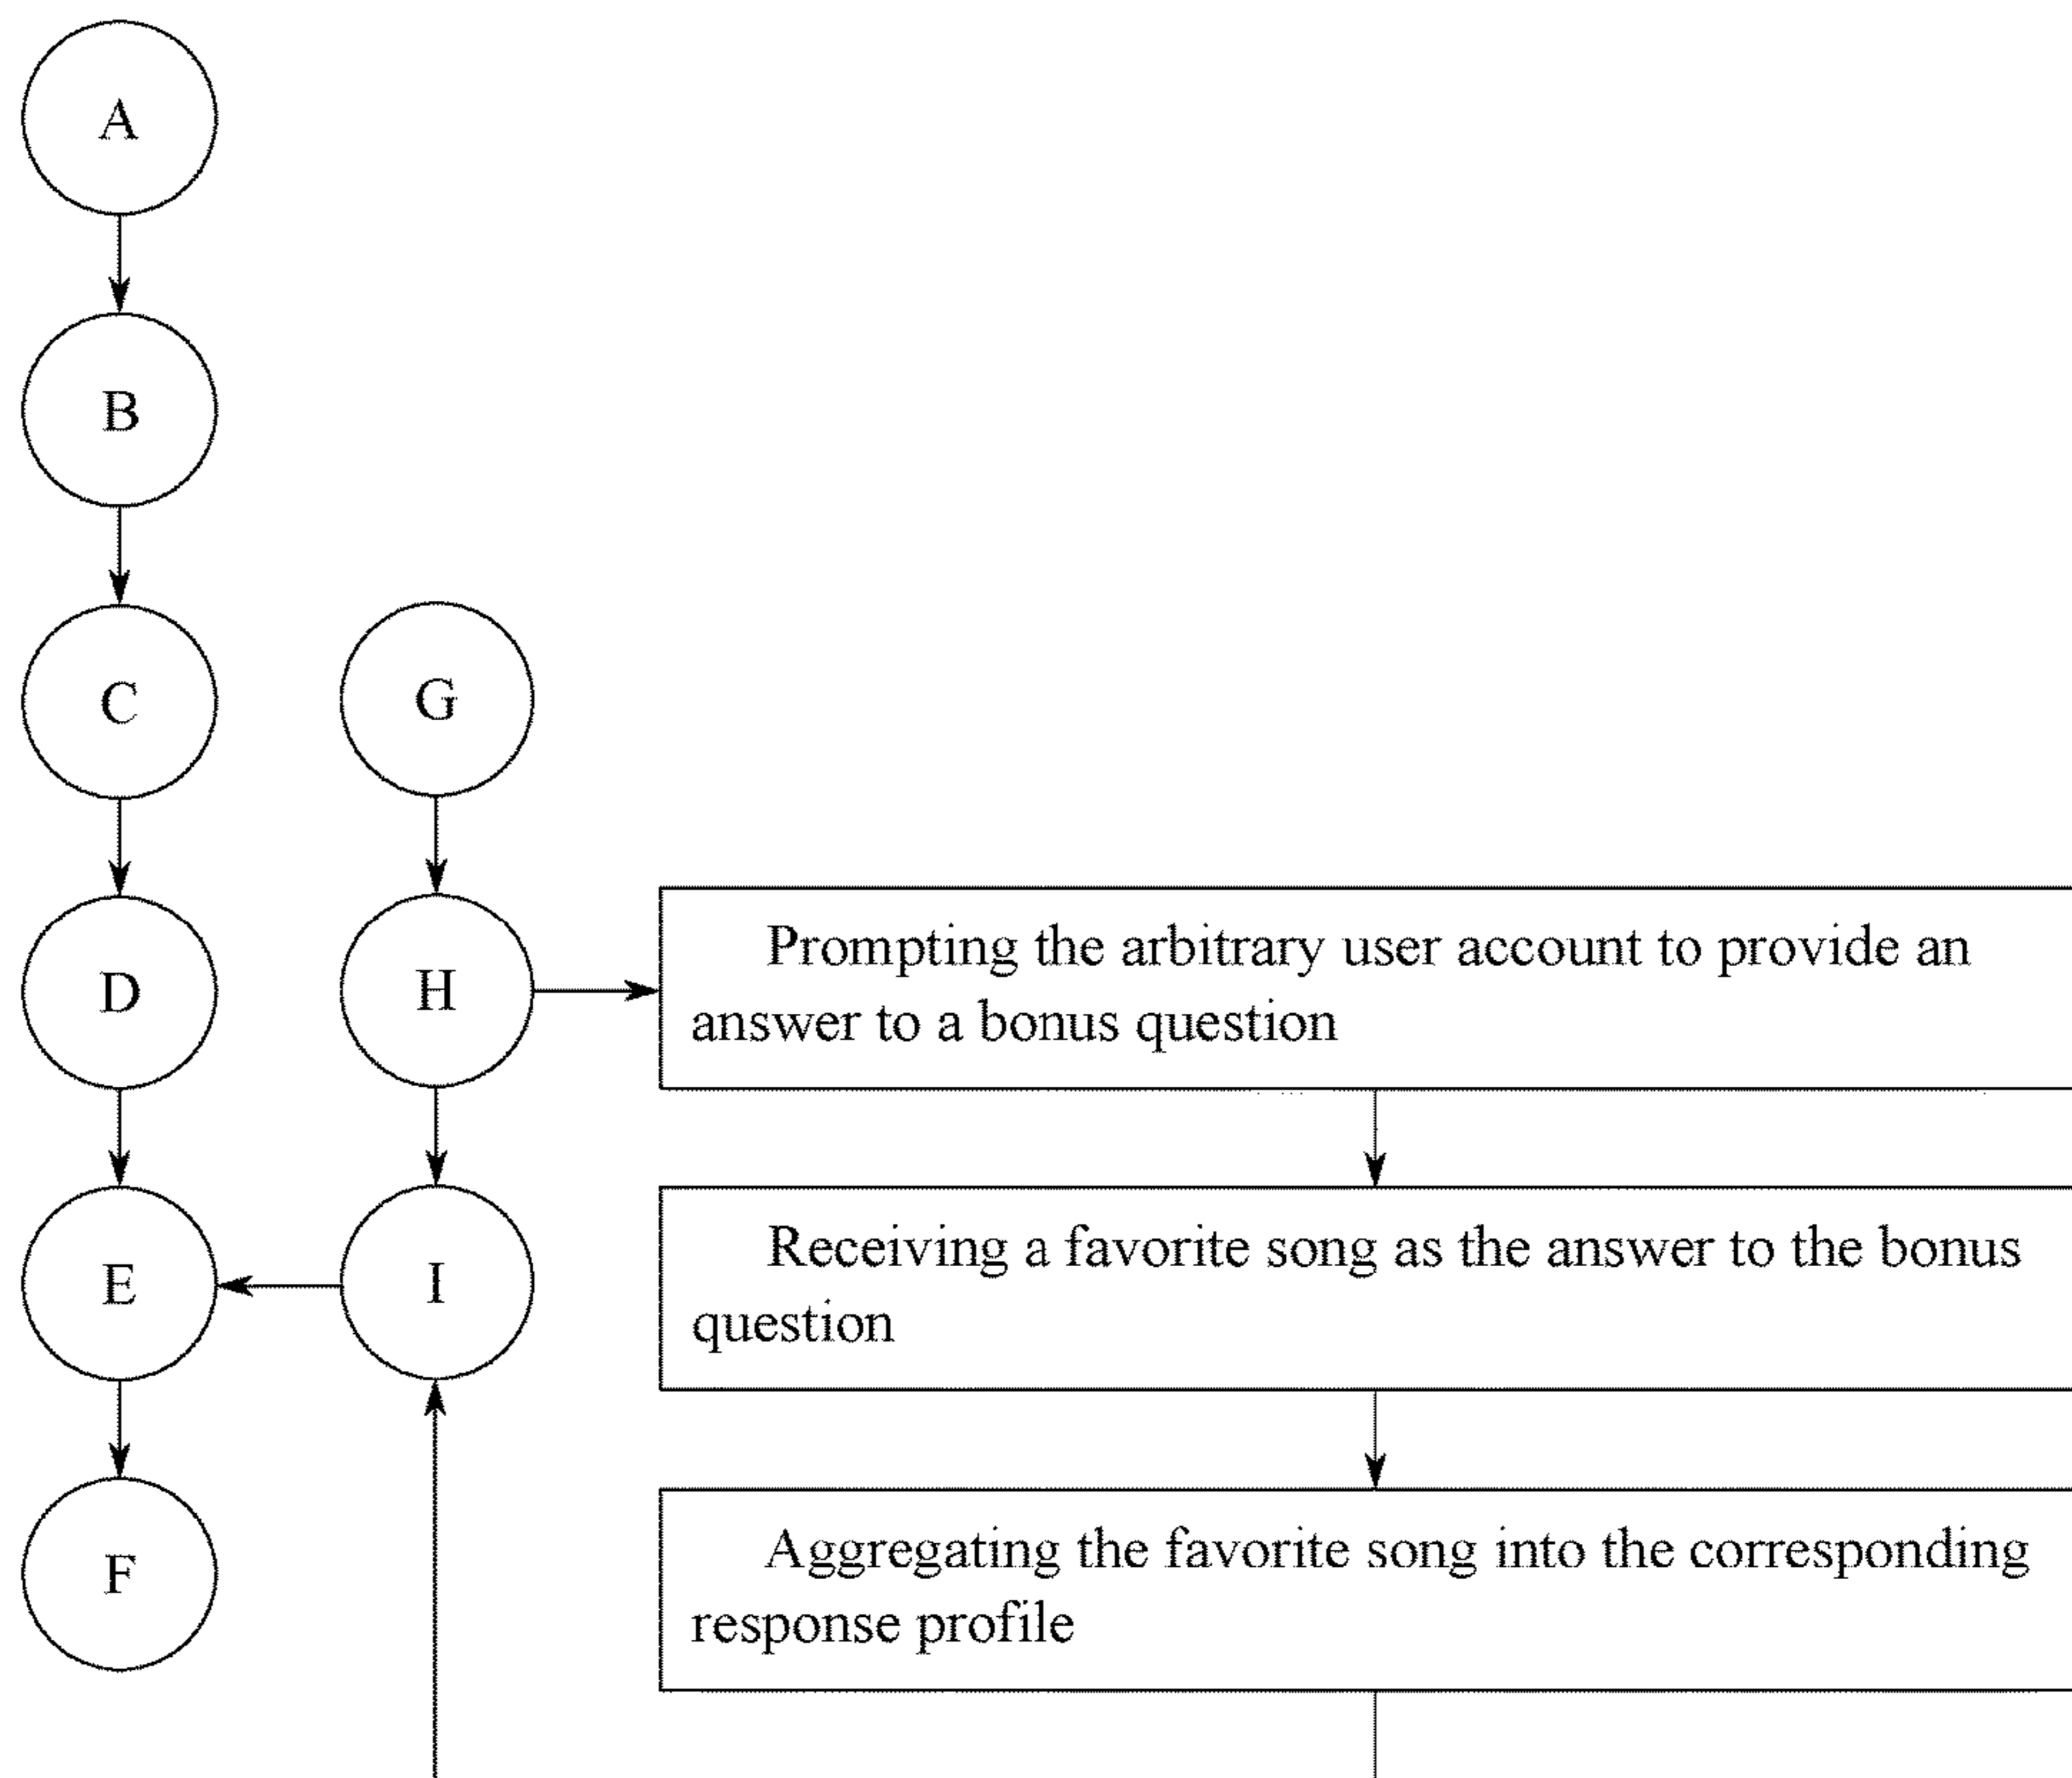 A
B
C
G
D
H
Prompting the arbitrary user account to provide an
answer to a bonus question
E
I
Receiving a favorite song as the answer to the bonus
question
F
Aggregating the favorite song into the corresponding
response profile